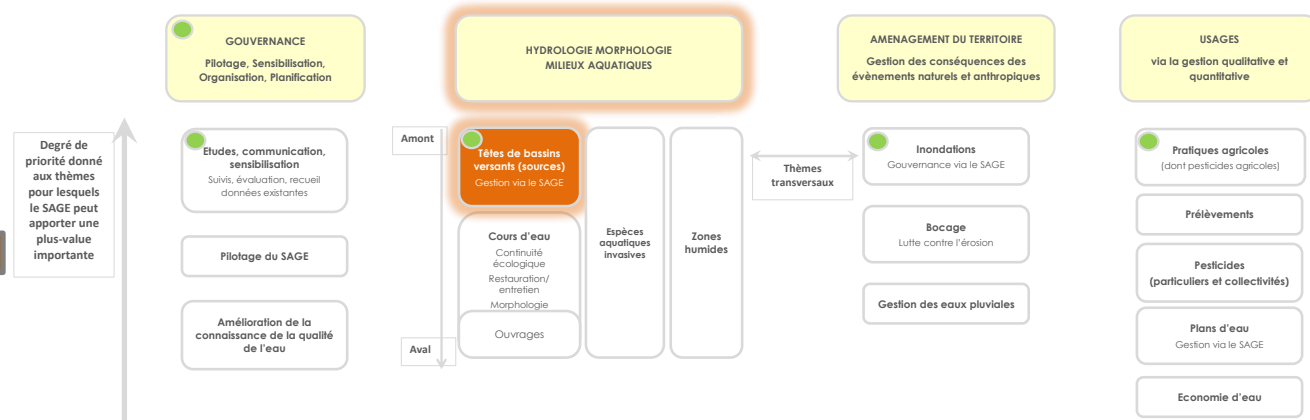 GOUVERNANCE
Pilotage, Sensibilisation,
Organisation, Planification
HYDROLOGIE MORPHOLOGIE
MILIEUX AQUATIQUES
AMENAGEMENT DU TERRITOIRE
Gestion des conséquences des
évènements naturels et anthropiques
USAGES
via la gestion qualitative et
quantitative
Degré de
priorité donné
aux thèmes
pour lesquels
le SAGE peut
apporter une
plus-value
importante
Etudes, communication,
sensibilisation
Suivis, évaluation, recueil
données existantes
Pilotage du SAGE
Amélioration de la
connaissance de la qualité
de l'eau
Amont
Aval
Têtes de bassins
versants (sources)
Gestion via le SAGE
Cours d'eau
Continuité
écologique
Restauration/
entretien
Morphologie
Ouvrages
Espèces
aquatiques
invasives
Zones
humides
Thèmes
transversaux
Inondations
Gouvernance via le SAGE
Bocage
Lutte contre l'érosion
Gestion des eaux pluviales
Pratiques agricoles
(dont pesticides agricoles)
Prélèvements
Pesticides
(particuliers et collectivités)
Plans d'eau
Gestion via le SAGE
Economie d'eau